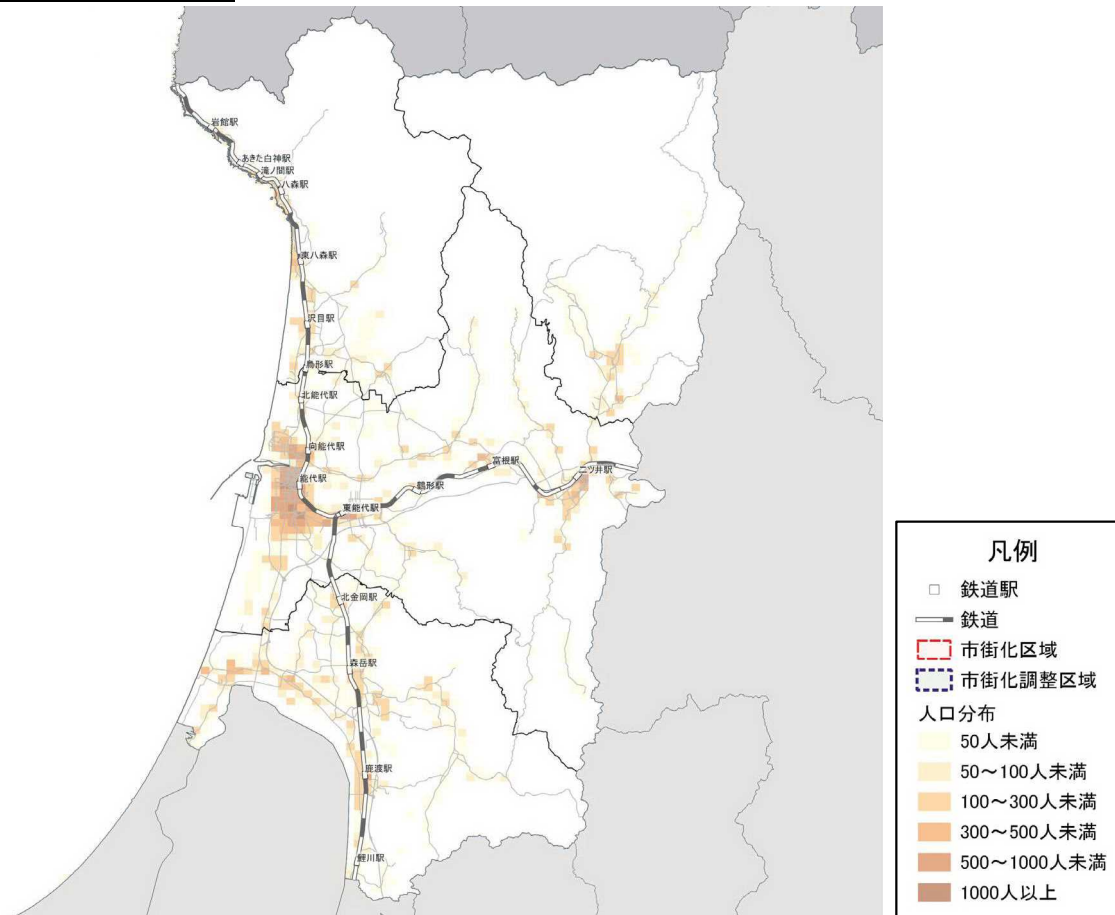 岩館駅
あきた白神駅
滝ノ間駅
八森駅
東八森駅
沢目駅
鳥形駅
北能代駅
向能代駅
能代駅
東能代駅
鶴形駅
富根駅
二ツ井駅
北金岡駅
森岳駅
鹿渡駅
鯉川駅
凡例
鉄道駅
鉄道
市街化区域
市街化調整区域
人口分布
50人未満
50～100人未満
100～300人未満
300～500人未満
500～1000人未満
1000人以上